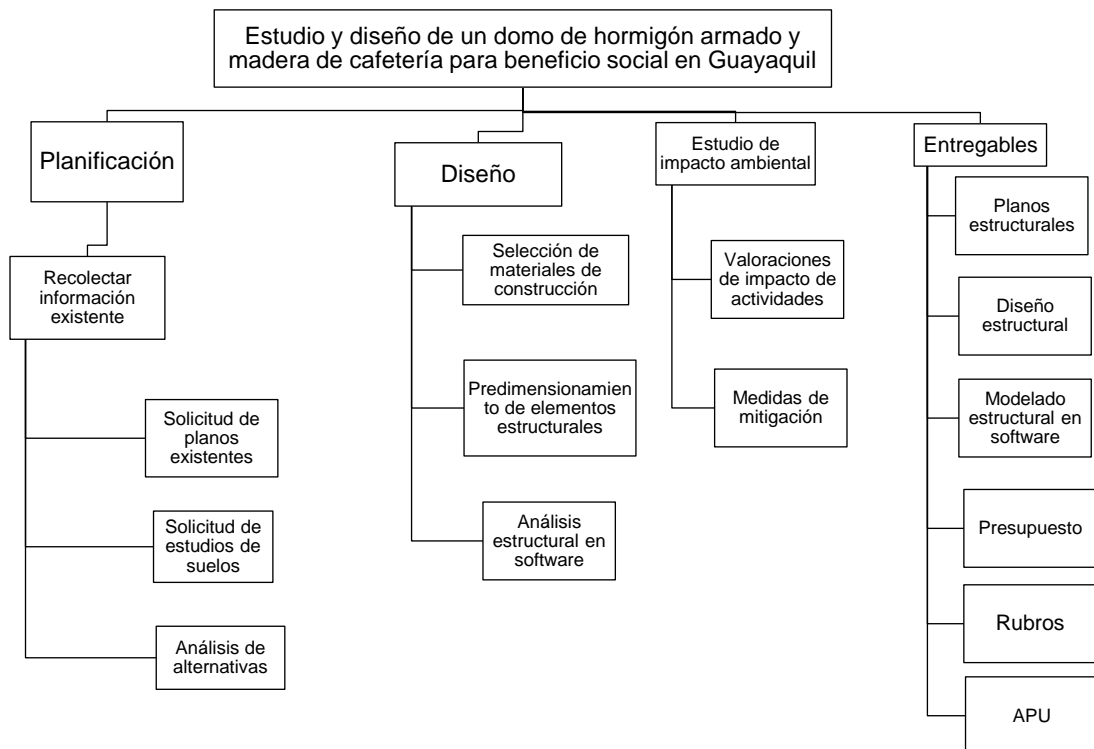 Estudio y diseño de un domo de hormigón armado y
madera de cafetería para beneficio social en Guayaquil
Planificación
Recolectar
información
existente
Solicitud de
planos
existentes
Solicitud de
estudios de
suelos
Análisis de
alternativas
Diseño
Selección de
materiales de
construcción
Predimensionamie
nto de elementos
estructurales
Análisis
estructural en
software
Estudio de
impacto ambiental
Valoraciones
de impacto de
actividades
Medidas de
mitigación
Entregables
Planos
estructurales
Diseño
estructural
Modelado
estructural en
software
Presupuesto
Rubros
APU